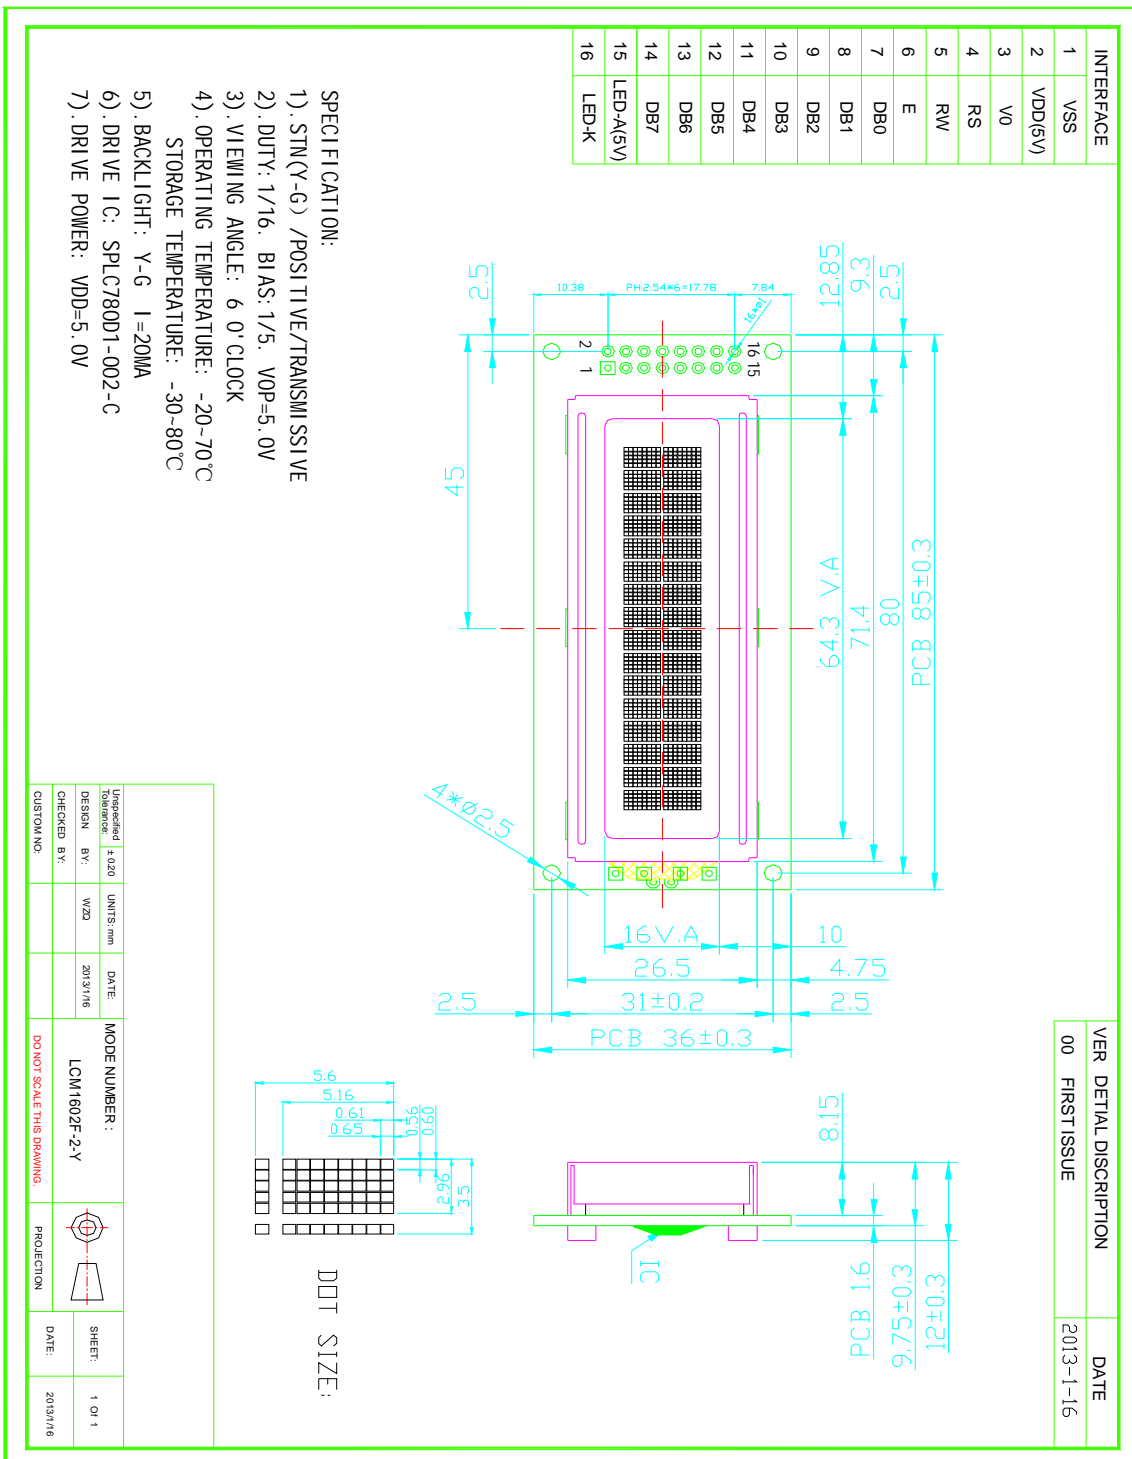 INTERFACE
1 VSS
2 VDD(5V)
3 V0
4 RS
5 RW
6 E
7 DB0
8 DB1
9 DB2
10 DB3
11 DB4
12 DB5
13 DB6
14 DB7
15 LED-A(5V)
16 LED-K
VER DETIAL DISCRIPTION DATE
00 FIRST ISSUE 2013-1-16
PCB 85±0.3
80
71.4
64.3 V.A
2.5
9.3
12.85
7.84
PH:2.54*6=17.78
10.38
16*φ1
2.5
45
2
1
16
15
4*Ø2.5
16V.A
10
26.5
4.75
2.5
31±0.2
2.5
PCB 36±0.3
12±0.3
9.75±0.3
PCB 1.6
8.15
IC
5.6
5.16
0.61
0.65
0.56
0.60
2.96
3.5
DOT SIZE:
SPECIFICATION:
1).STN(Y-G) /POSITIVE/TRANSMISSIVE
2).DUTY:1/16. BIAS:1/5. VOP=5.0V
3).VIEWING ANGLE: 6 O'CLOCK
4).OPERATING TEMPERATURE: -20~70℃
STORAGE TEMPERATURE: -30~80℃
5).BACKLIGHT: Y-G I=20MA
6).DRIVE IC: SPLC780D1-002-C
7).DRIVE POWER: VDD=5.0V
Unspecified
Tolerance: ± 0.20 UNITS: mm DATE:
DESIGN BY: WZQ 2013/1/16
CHECKED BY:
CUSTOM NO:
MODE NUMBER :
LCM1602F-2-Y
DO NOT SCALE THIS DRAWING.
PROJECTION
SHEET: 1 Of 1
DATE: 2013/1/16